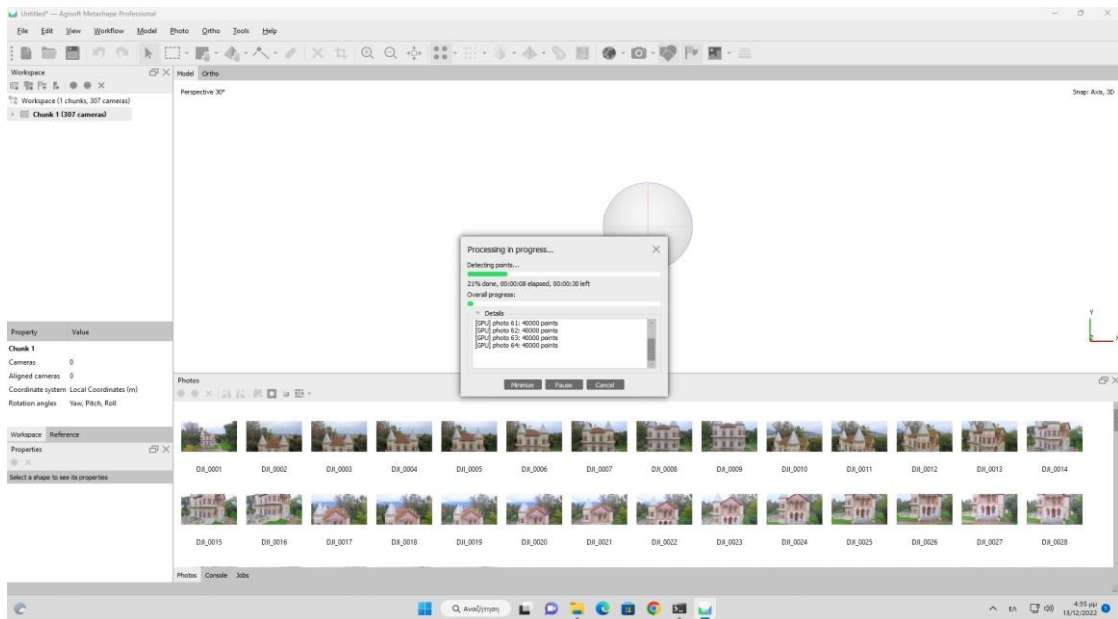 Untitled* — Agisoft Metashape Professional
File Edit View Workflow Model Photo Ortho Tools Help
Workspace
Model Ortho
Workspace (1 chunks, 307 cameras)
Chunk 1 (307 cameras)
Perspective 30°
Snap: Axis, 3D
Processing in progress...
Detecting points...
21% done, 00:00:08 elapsed, 00:00:30 left
Overall progress:
Details
[GPU] photo 61: 40000 points
[GPU] photo 62: 40000 points
[GPU] photo 63: 40000 points
[GPU] photo 64: 40000 points
Minimize Pause Cancel
Y
X
Property Value
Chunk 1
Cameras 0
Aligned cameras 0
Coordinate system Local Coordinates (m)
Rotation angles Yaw, Pitch, Roll
Workspace Reference
Properties
Select a shape to see its properties
Photos
DJI_0001 DJI_0002 DJI_0003 DJI_0004 DJI_0005 DJI_0006 DJI_0007 DJI_0008 DJI_0009 DJI_0010 DJI_0011 DJI_0012 DJI_0013 DJI_0014
DJI_0015 DJI_0016 DJI_0017 DJI_0018 DJI_0019 DJI_0020 DJI_0021 DJI_0022 DJI_0023 DJI_0024 DJI_0025 DJI_0026 DJI_0027 DJI_0028
Photos Console Jobs
Αναζήτηση
ΕΛ
4:35 μμ
13/12/2022